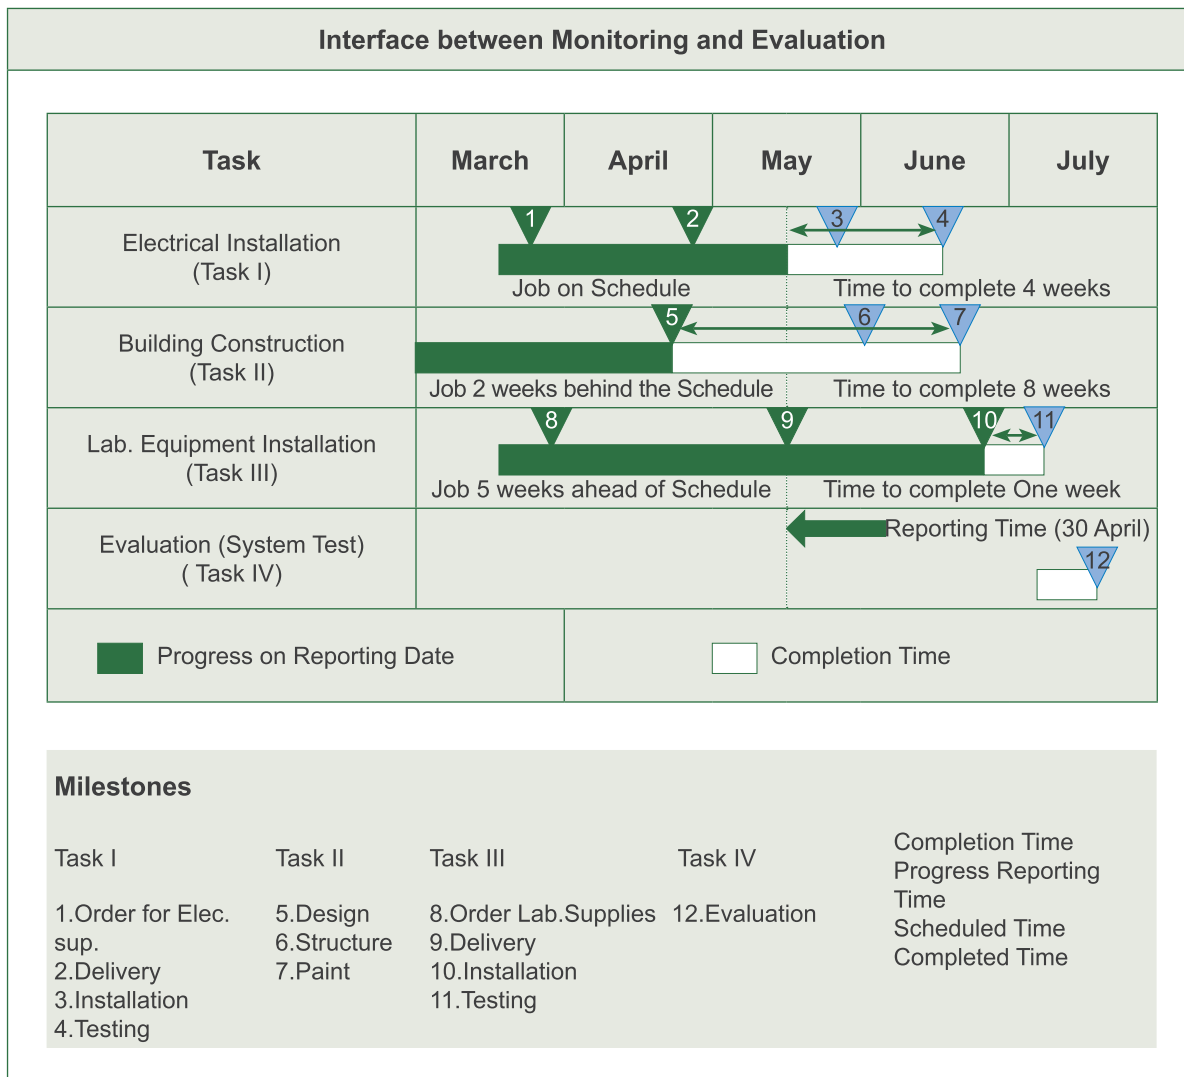 Interface between Monitoring and Evaluation
Task
March
April
May
June
July
Electrical Installation
(Task I)
1
2
3
4
Job on Schedule
Time to complete 4 weeks
Building Construction
(Task II)
5
6
7
Job 2 weeks behind the Schedule
Time to complete 8 weeks
Lab. Equipment Installation
(Task III)
8
9
10
11
Job 5 weeks ahead of Schedule
Time to complete One week
Evaluation (System Test)
( Task IV)
Reporting Time (30 April)
12
Progress on Reporting Date
Completion Time
Milestones
Task I
1.Order for Elec.
sup.
2.Delivery
3.Installation
4.Testing
Task II
5.Design
6.Structure
7.Paint
Task III
8.Order Lab.Supplies
9.Delivery
10.Installation
11.Testing
Task IV
12.Evaluation
Completion Time
Progress Reporting
Time
Scheduled Time
Completed Time